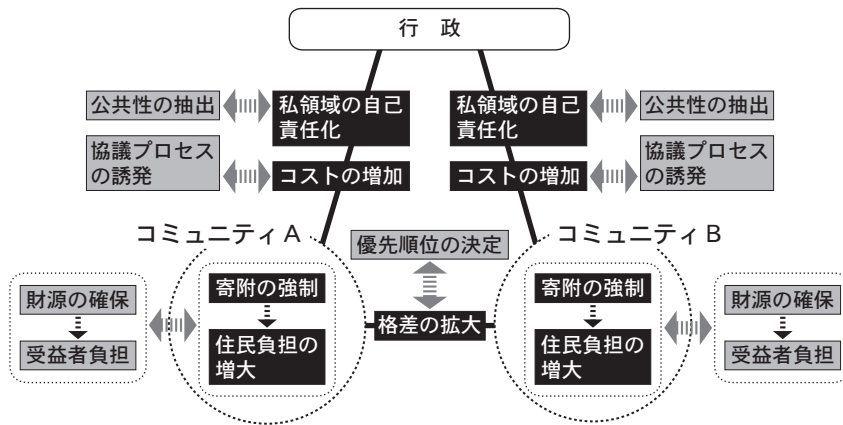 行　政
公共性の抽出
私領域の自己
責任化
私領域の自己
責任化
公共性の抽出
協議プロセス
の誘発
コストの増加
コストの増加
協議プロセス
の誘発
コミュニティA
優先順位の決定
コミュニティB
財源の確保
受益者負担
寄附の強制
住民負担の
増大
格差の拡大
寄附の強制
住民負担の
増大
財源の確保
受益者負担